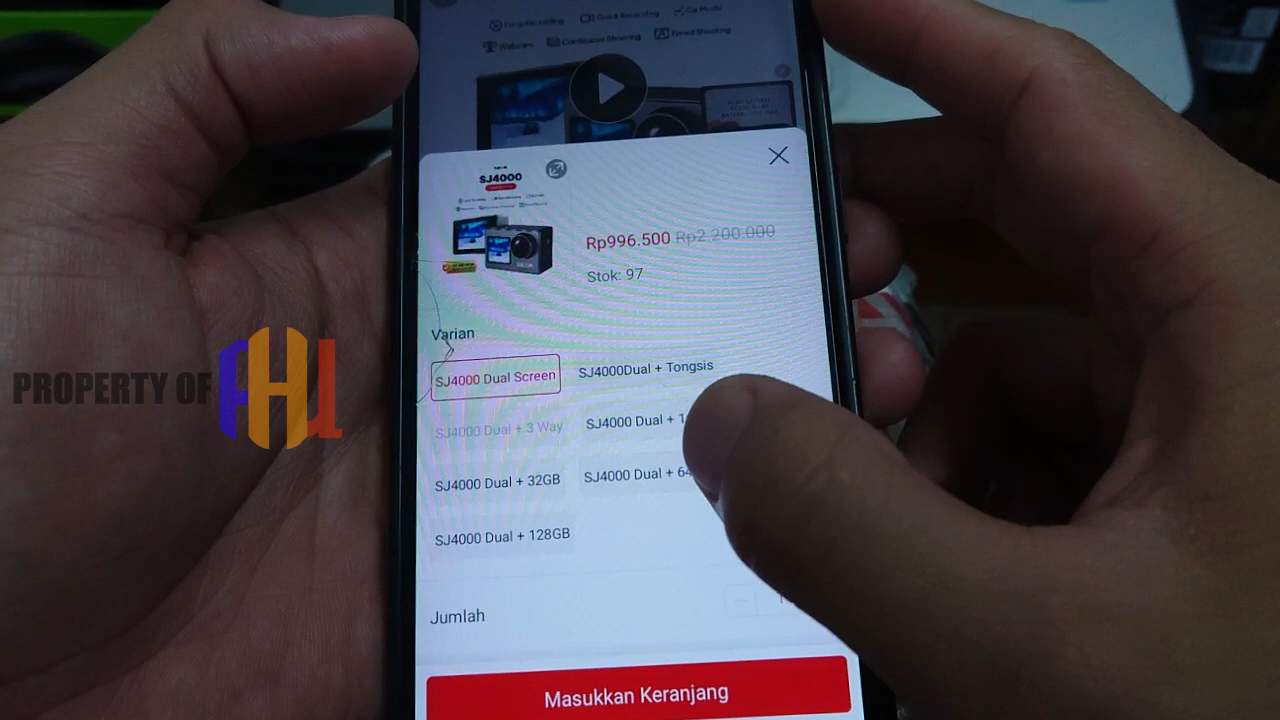 Loop Recording
Quick Recording
Car Mode
Webcam
Continuous Shooting
Timed Shooting
SJ4000
Rp996.500 Rp2.200.000
Stok: 97
Varian
SJ4000 Dual Screen
SJ4000Dual + Tongsis
SJ4000 Dual + 3 Way
SJ4000 Dual + 1
SJ4000 Dual + 32GB
SJ4000 Dual + 64
SJ4000 Dual + 128GB
Jumlah
Masukkan Keranjang
PROPERTY OF